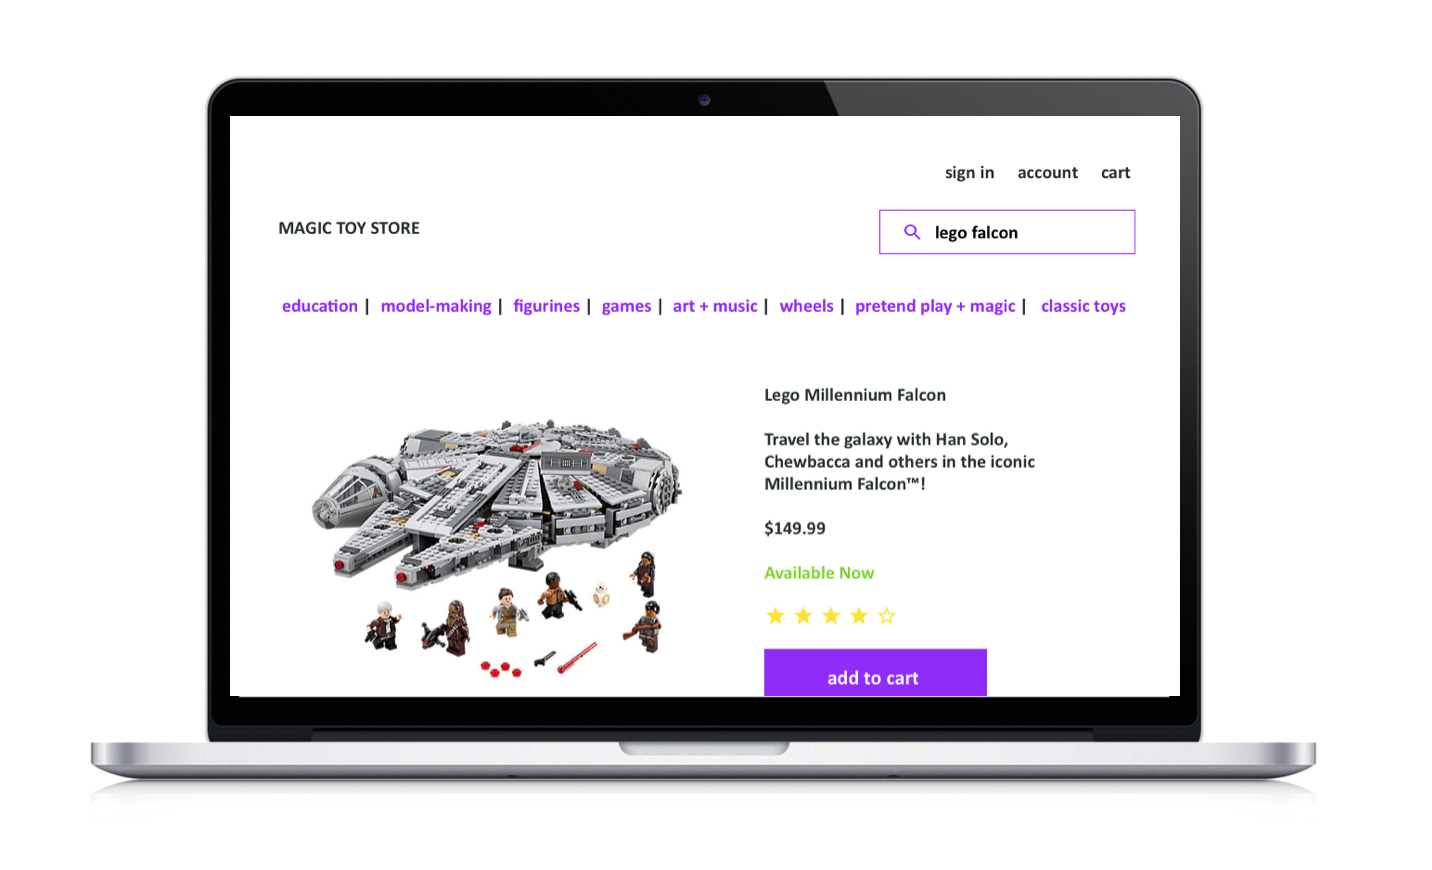 sign in account cart
MAGIC TOY STORE
lego falcon
education | model-making | figurines | games | art + music | wheels | pretend play + magic | classic toys
Lego Millennium Falcon
Travel the galaxy with Han Solo,
Chewbacca and others in the iconic
Millennium Falcon™!
$149.99
Available Now
add to cart